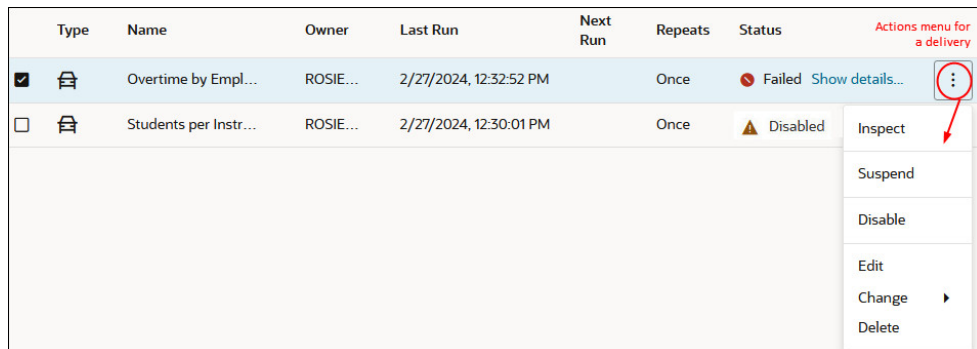 Type Name Owner Last Run Next Run Repeats Status Actions menu for a delivery
Overtime by Empl... ROSIE... 2/27/2024, 12:32:52 PM Once Failed Show details...
Students per Instr... ROSIE... 2/27/2024, 12:30:01 PM Once Disabled
Inspect
Suspend
Disable
Edit
Change
Delete